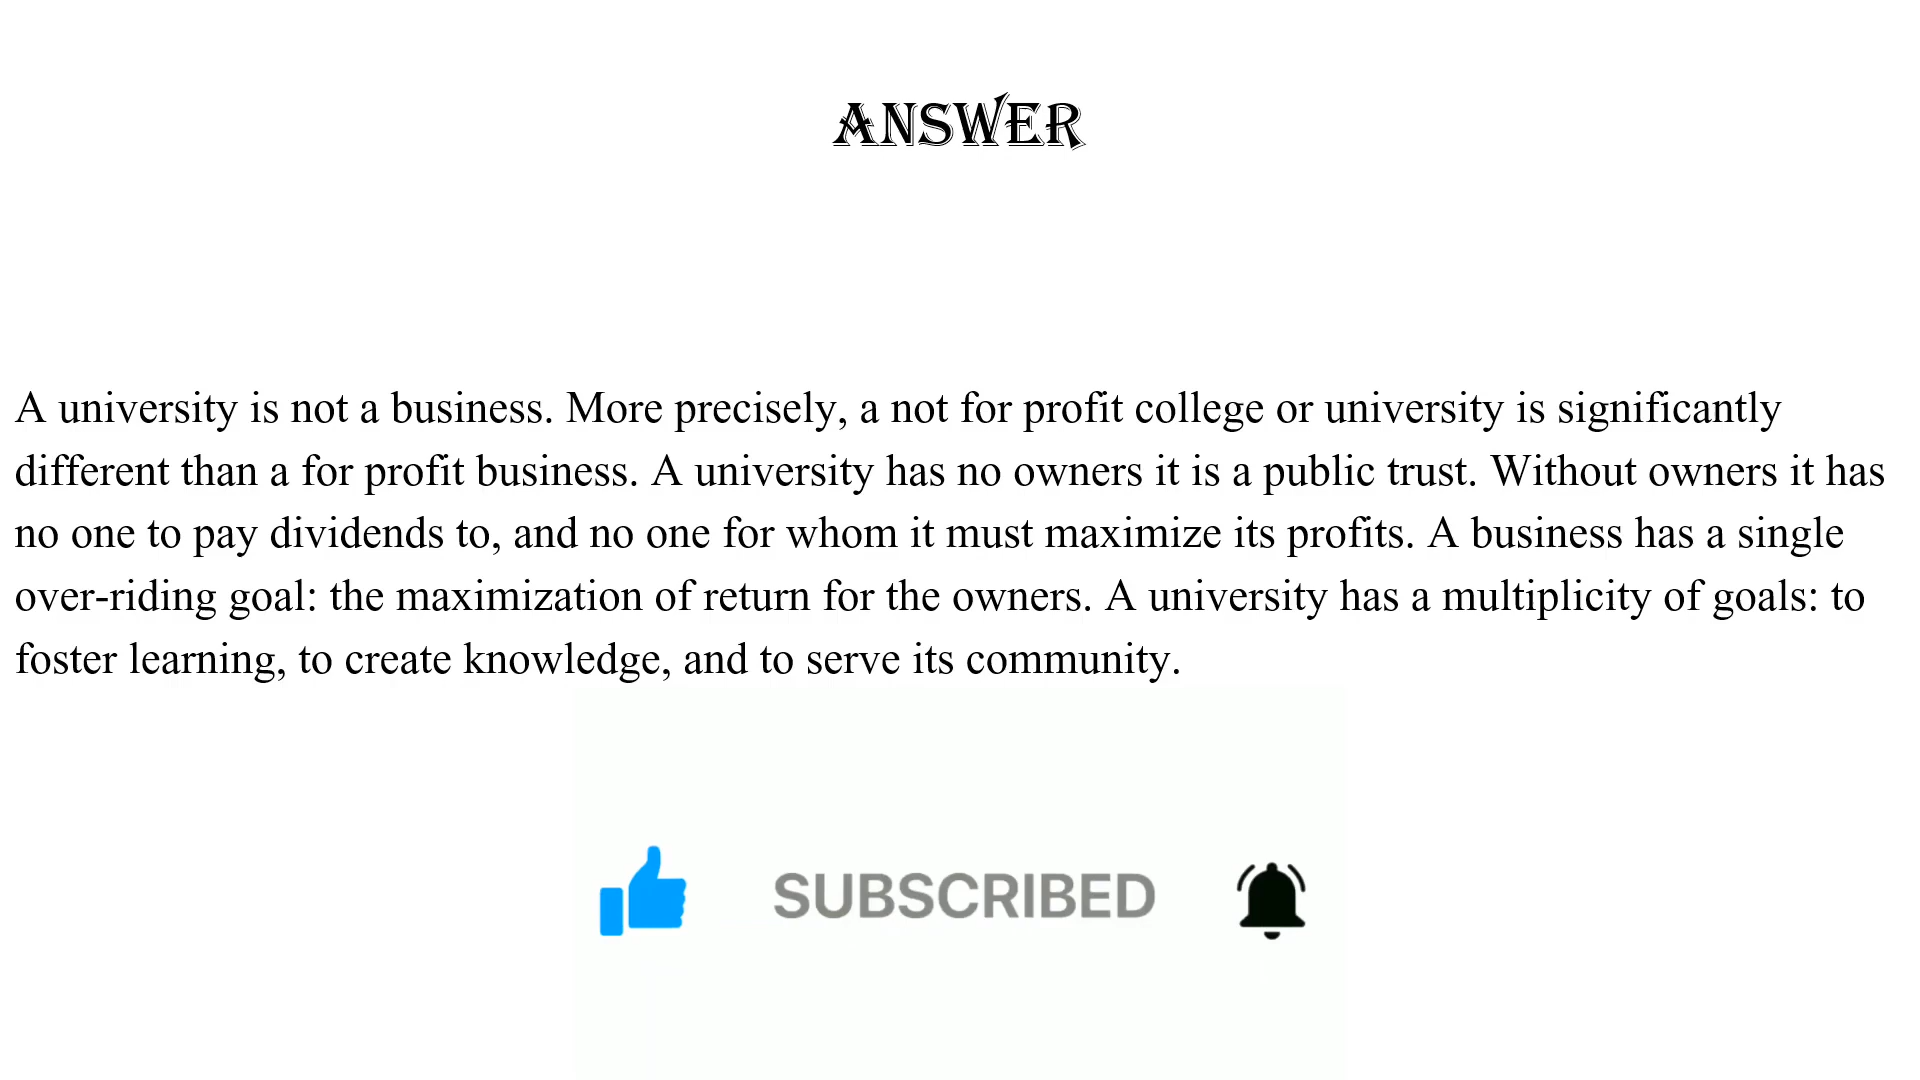 ANSWER
A university is not a business. More precisely, a not for profit college or university is significantly
different than a for profit business. A university has no owners it is a public trust. Without owners it has
no one to pay dividends to, and no one for whom it must maximize its profits. A business has a single
over-riding goal: the maximization of return for the owners. A university has a multiplicity of goals: to
foster learning, to create knowledge, and to serve its community.
SUBSCRIBED